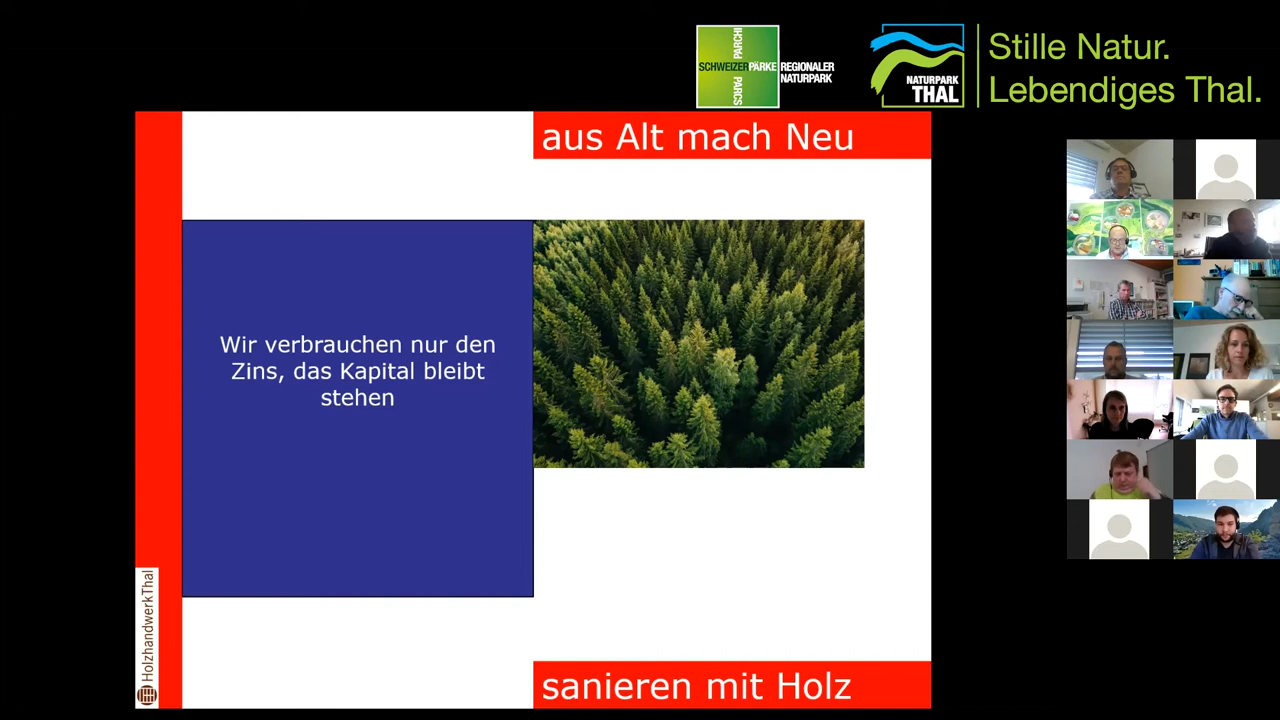 SCHWEIZER PÄRKE
PARCHI
PARCS
REGIONALER
NATURPARK
NATURPARK
THAL
Stille Natur.
Lebendiges Thal.
aus Alt mach Neu
Wir verbrauchen nur den
Zins, das Kapital bleibt
stehen
HolzhandwerkThal
sanieren mit Holz